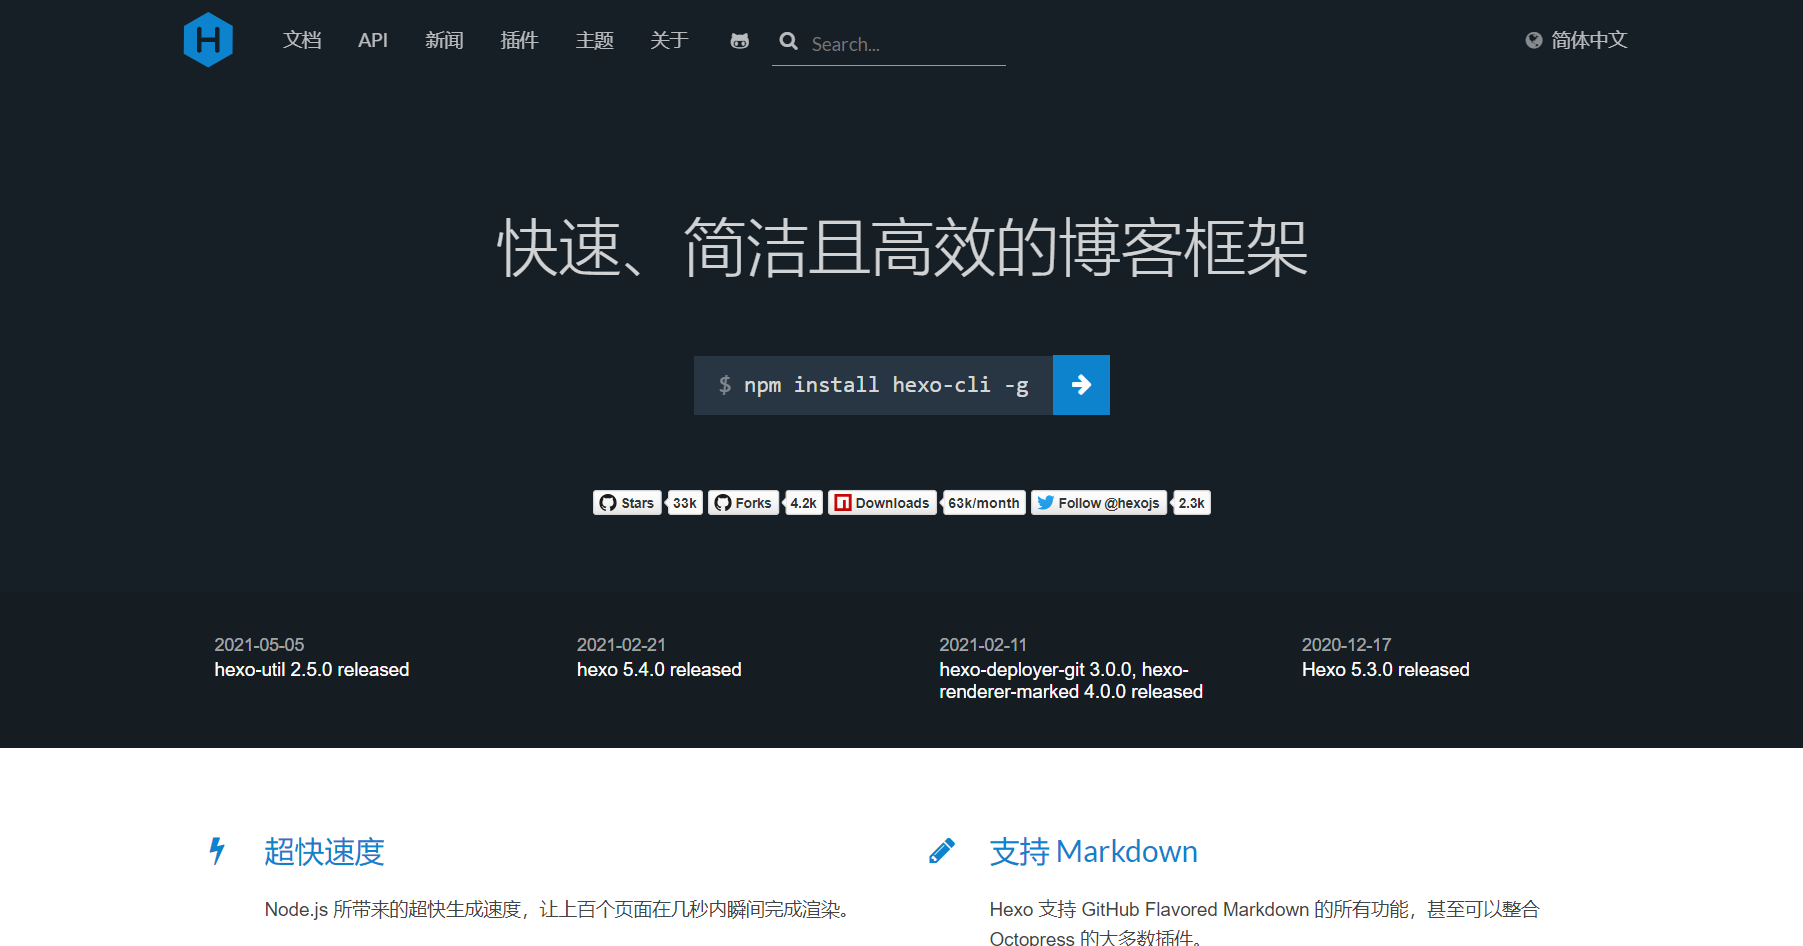 H 文档 API 新闻 插件 主题 关于 Search... 简体中文
快速、简洁且高效的博客框架
$ npm install hexo-cli -g
Stars 33k Forks 4.2k Downloads 63k/month Follow @hexojs 2.3k
2021-05-05
hexo-util 2.5.0 released
2021-02-21
hexo 5.4.0 released
2021-02-11
hexo-deployer-git 3.0.0, hexo-
renderer-marked 4.0.0 released
2020-12-17
Hexo 5.3.0 released
超快速度
Node.js 所带来的超快生成速度，让上百个页面在几秒内瞬间完成渲染。
支持 Markdown
Hexo 支持 GitHub Flavored Markdown 的所有功能，甚至可以整合
Octopress 的大多数插件。